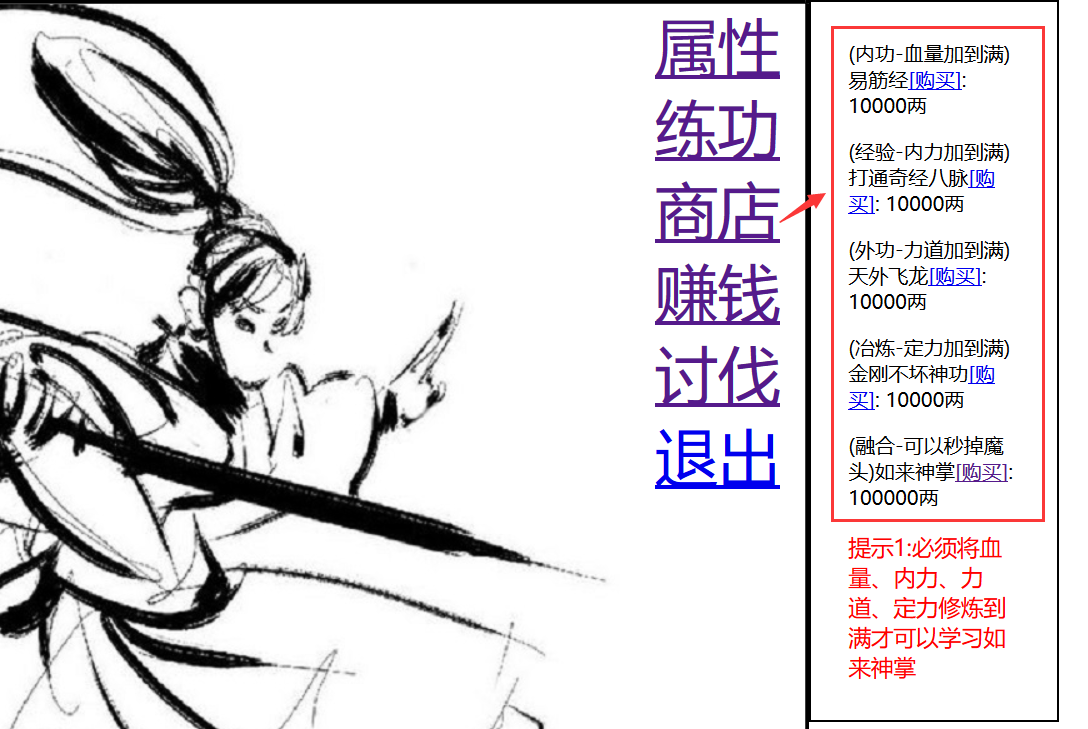 属性
练功
商店
赚钱
讨伐
退出
(内功-血量加到满)
易筋经[购买]:
10000两
(经验-内力加到满)
打通奇经八脉[购
买]: 10000两
(外功-力道加到满)
天外飞龙[购买]:
10000两
(冶炼-定力加到满)
金刚不坏神功[购
买]: 10000两
(融合-可以秒掉魔
头)如来神掌[购买]:
100000两
提示1:必须将血
量、内力、力
道、定力修炼到
满才可以学习如
来神掌